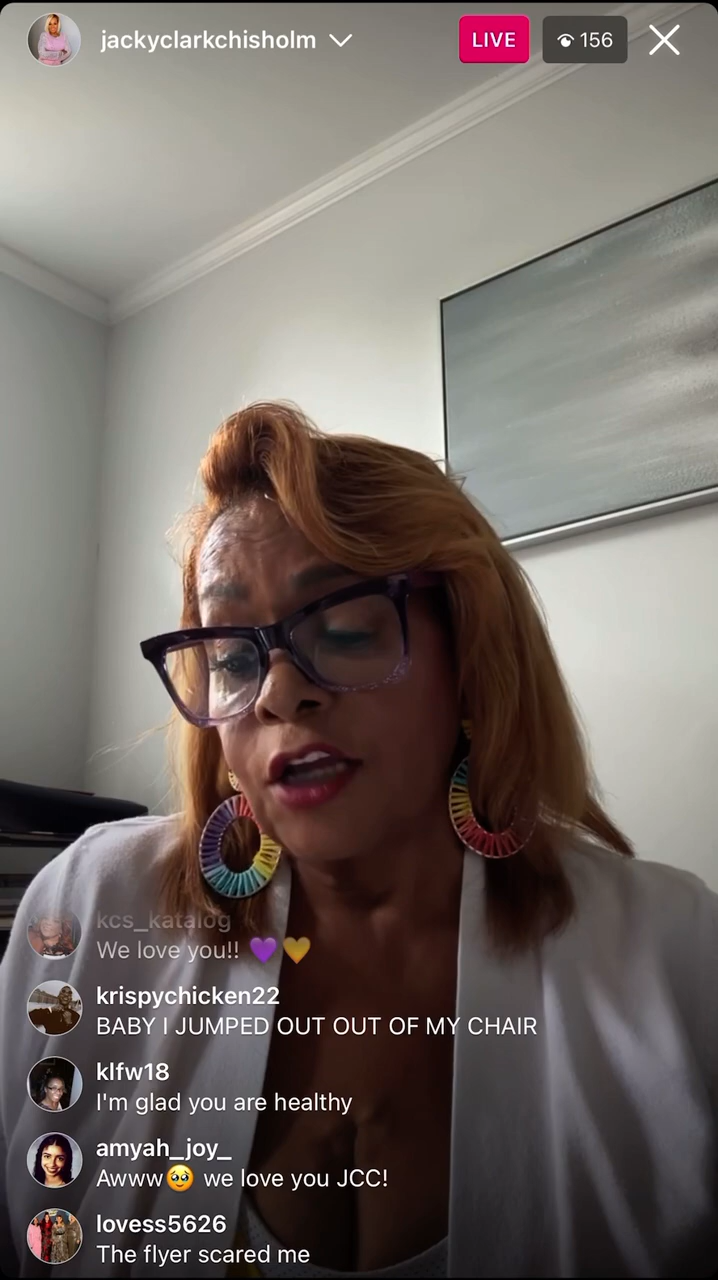 jackyclarkchisholm
LIVE
156
kcs_katalog
We love you!! 💜💛
krispychicken22
BABY I JUMPED OUT OUT OF MY CHAIR
klfw18
I'm glad you are healthy
amyah_joy_
Awww🥹 we love you JCC!
lovess5626
The flyer scared me